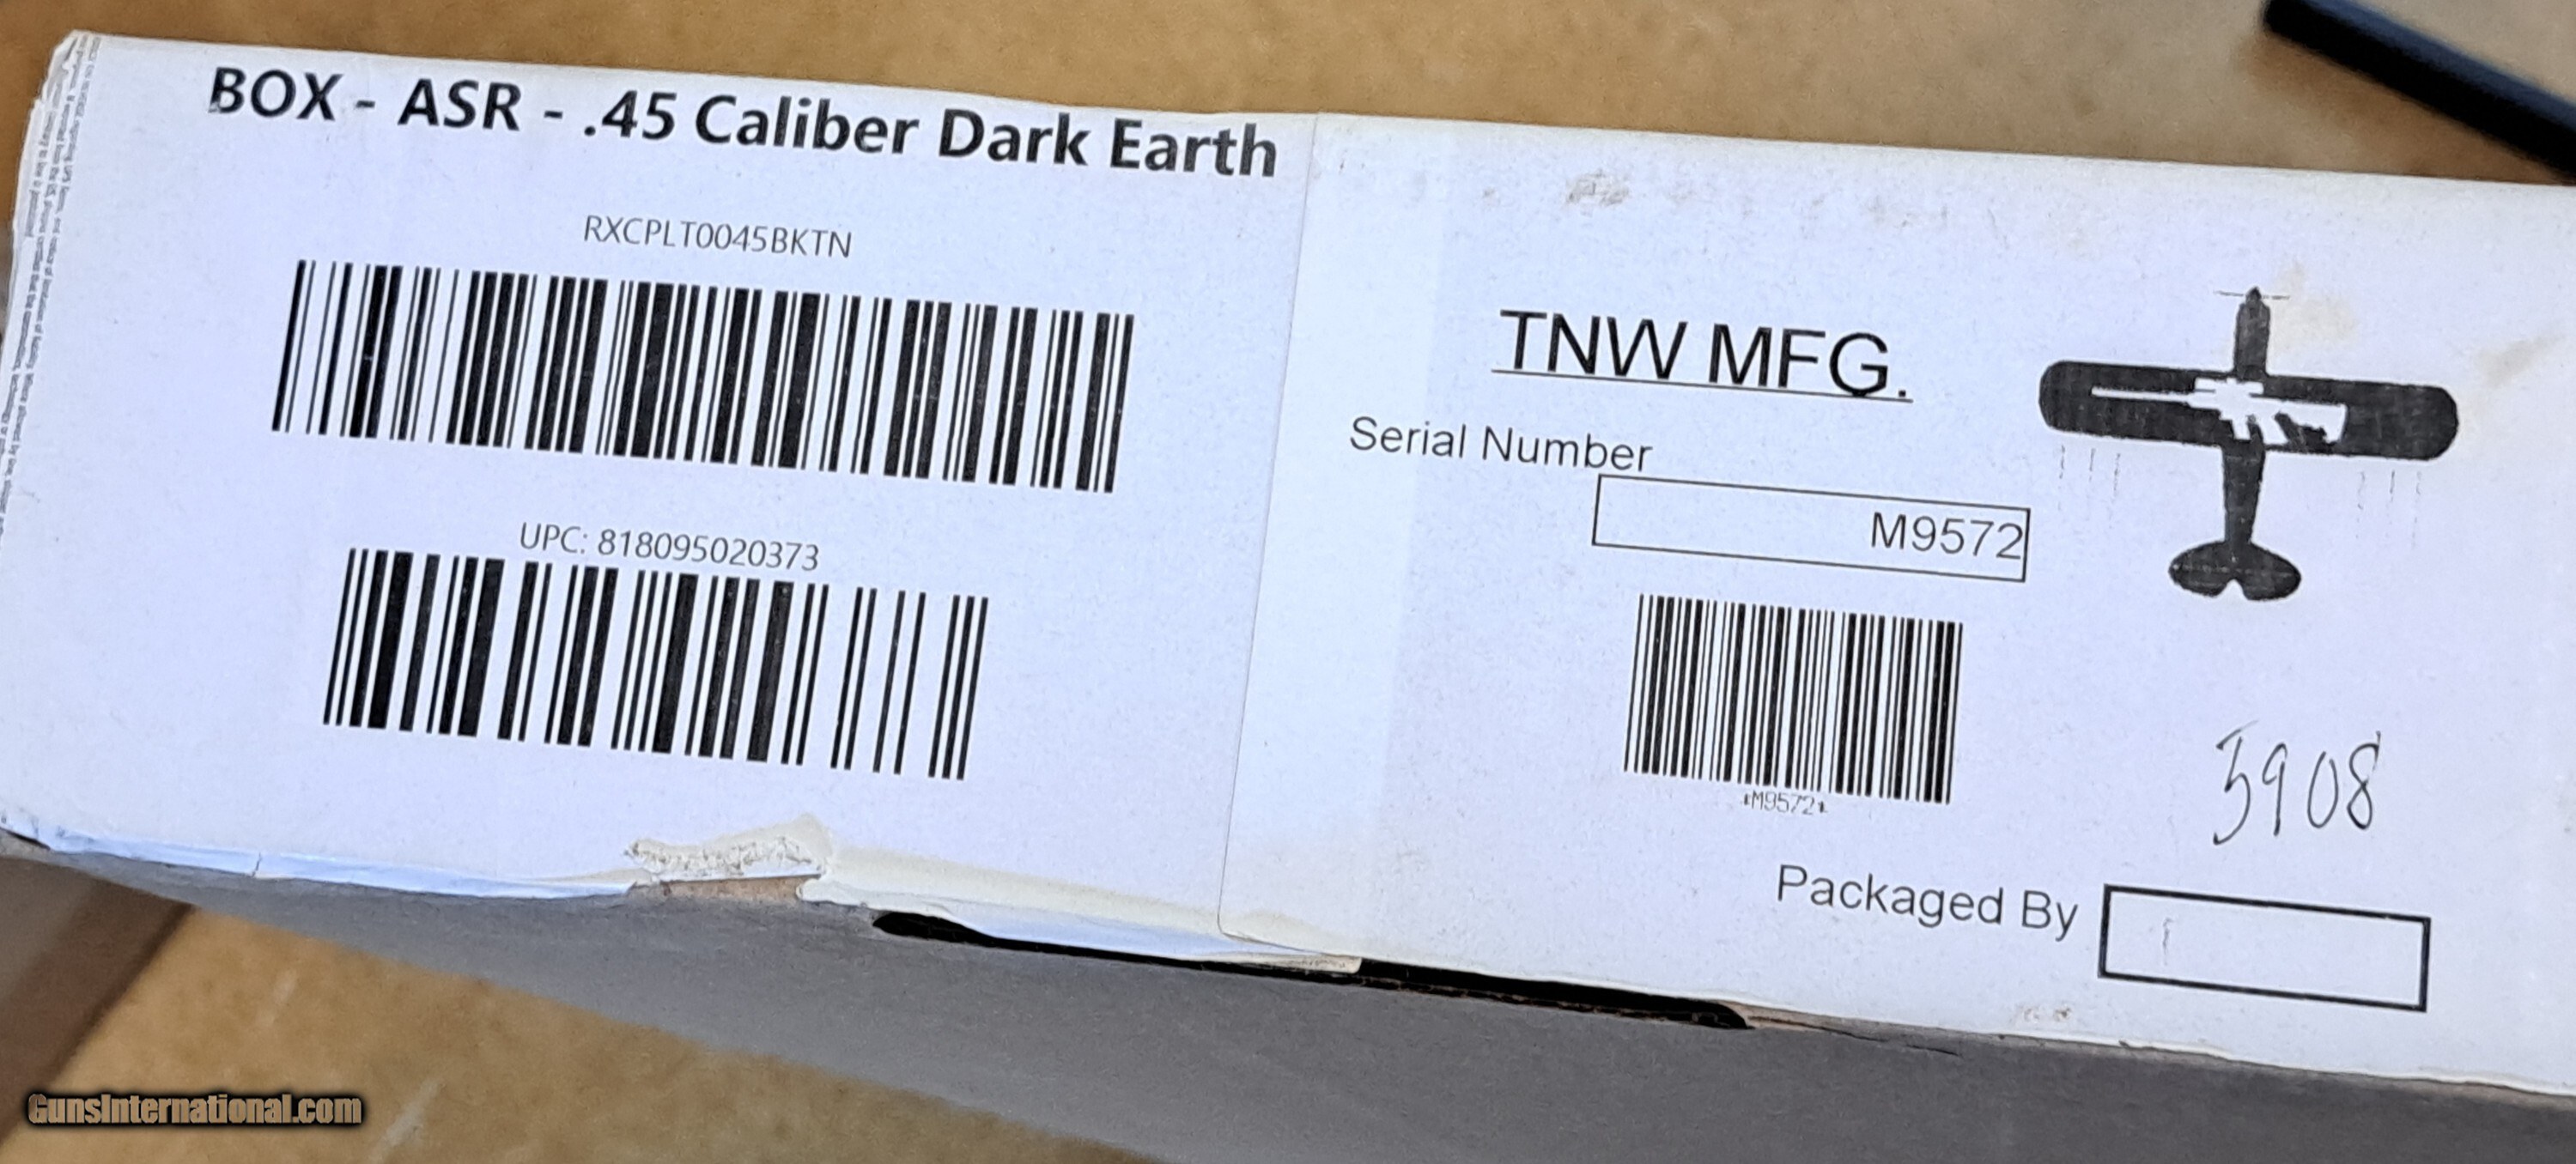 BOX - ASR - .45 Caliber Dark Earth
RXCPLT0045BKTN
UPC: 818095020373
TNW MFG.
Serial Number
M9572
*M9572*
5908
Packaged By
GunsInternational.com